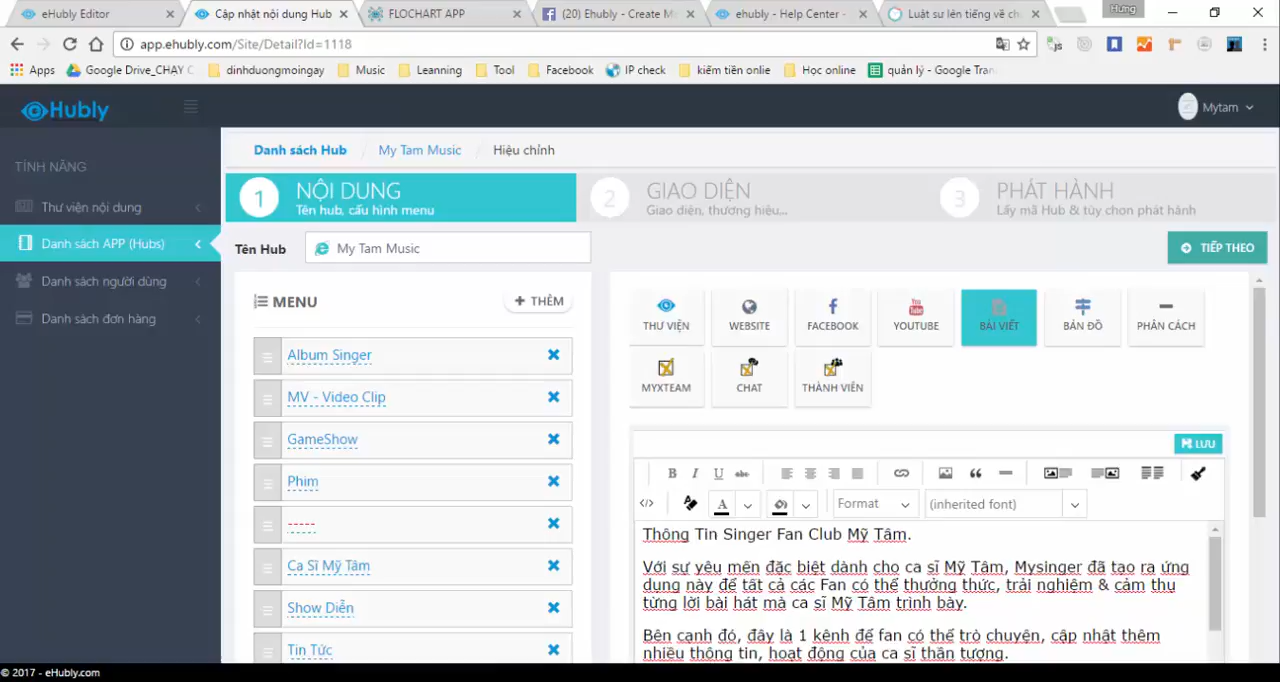 eHubly Editor
Cập nhật nội dung Hub
FLOCHART APP
(20) Ehubly - Create M
ehubly - Help Center -
Luật sư lên tiếng về ch
Hưng
app.ehubly.com/Site/Detail?Id=1118
Apps
Google Drive_CHAY C
dinhduongmoingay
Music
Leanning
Tool
Facebook
IP check
kiếm tiền onlie
Học online
quản lý - Google Tran
eHubly
Mytam
TÍNH NĂNG
Thư viện nội dung
Danh sách APP (Hubs)
Danh sách người dùng
Danh sách đơn hàng
Danh sách Hub / My Tam Music / Hiệu chỉnh
1 NỘI DUNG
Tên hub, cấu hình menu
2 GIAO DIỆN
Giao diện, thương hiệu...
3 PHÁT HÀNH
Lấy mã Hub & tùy chọn phát hành
Tên Hub
My Tam Music
TIẾP THEO
MENU
+ THÊM
Album Singer
MV - Video Clip
GameShow
Phim
-----
Ca Sĩ Mỹ Tâm
Show Diễn
Tin Tức
THƯ VIỆN
WEBSITE
FACEBOOK
YOUTUBE
BÀI VIẾT
BẢN ĐỒ
PHÂN CÁCH
MYXTEAM
CHAT
THÀNH VIÊN
LƯU
B I U abc
Format
(inherited font)
Thông Tin Singer Fan Club Mỹ Tâm.
Với sự yêu mến đặc biệt dành cho ca sĩ Mỹ Tâm, Mysinger đã tạo ra ứng
dụng này để tất cả các Fan có thể thưởng thức, trải nghiệm & cảm thụ
từng lời bài hát mà ca sĩ Mỹ Tâm trình bày.
Bên cạnh đó, đây là 1 kênh để fan có thể trò chuyện, cập nhật thêm
nhiều thông tin, hoạt động của ca sĩ thần tượng.
© 2017 - eHubly.com